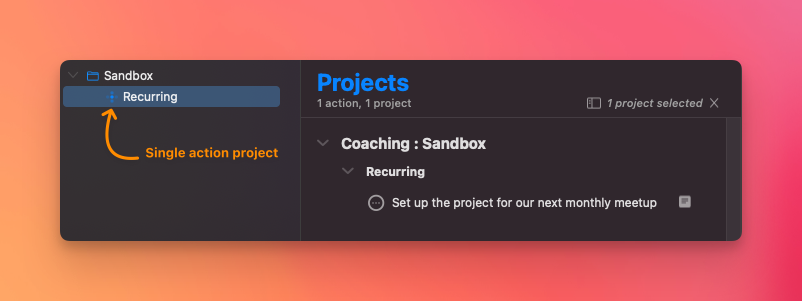 Sandbox
Recurring
Single action project
Projects
1 action, 1 project
1 project selected
Coaching : Sandbox
Recurring
Set up the project for our next monthly meetup